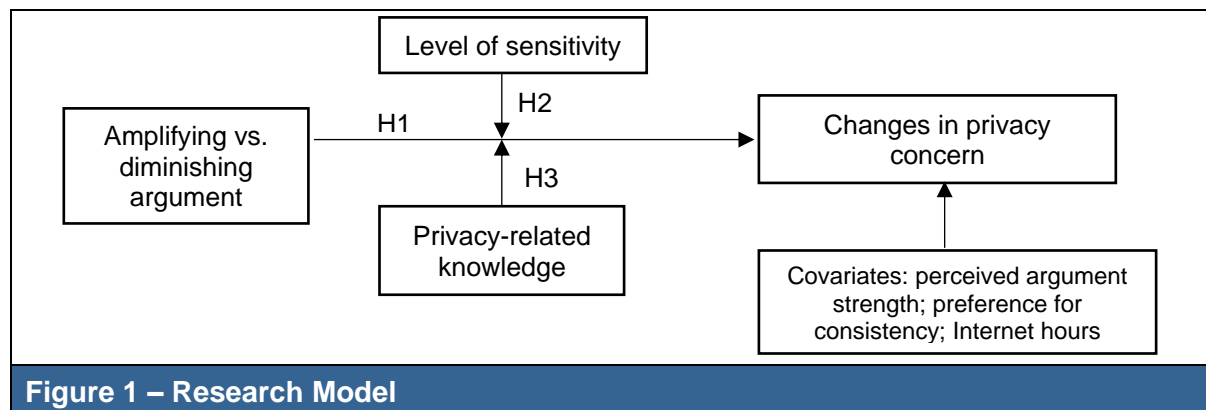 Level of sensitivity
H2
Amplifying vs.
diminishing
argument
H1
Changes in privacy
concern
H3
Privacy-related
knowledge
Covariates: perceived argument
strength; preference for
consistency; Internet hours
Figure 1 – Research Model